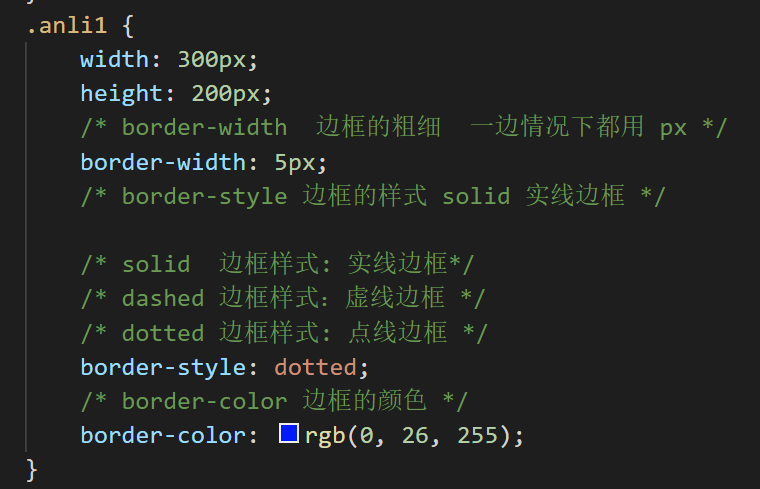 }
.anli1 {
width: 300px;
height: 200px;
/* border-width  边框的粗细  一边情况下都用 px */
border-width: 5px;
/* border-style 边框的样式 solid 实线边框 */
/* solid  边框样式: 实线边框*/
/* dashed 边框样式：虚线边框 */
/* dotted 边框样式: 点线边框 */
border-style: dotted;
/* border-color 边框的颜色 */
border-color: rgb(0, 26, 255);
}